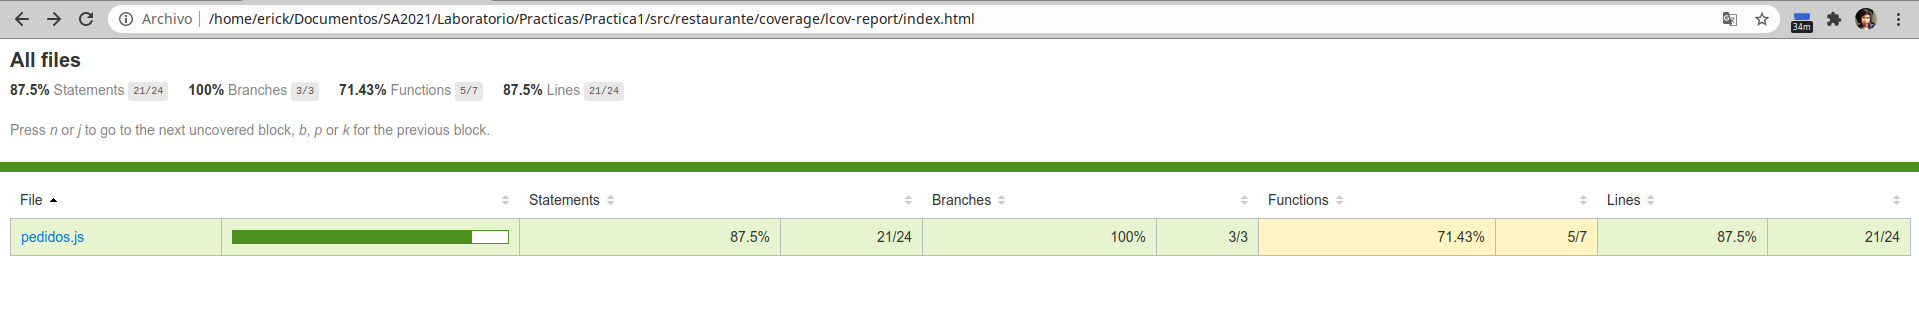 Archivo /home/erick/Documentos/SA2021/Laboratorio/Practicas/Practica1/src/restaurante/coverage/lcov-report/index.html
34m
All files
87.5% Statements 21/24 100% Branches 3/3 71.43% Functions 5/7 87.5% Lines 21/24
Press n or j to go to the next uncovered block, b, p or k for the previous block.
File Statements Branches Functions Lines
pedidos.js 87.5% 21/24 100% 3/3 71.43% 5/7 87.5% 21/24